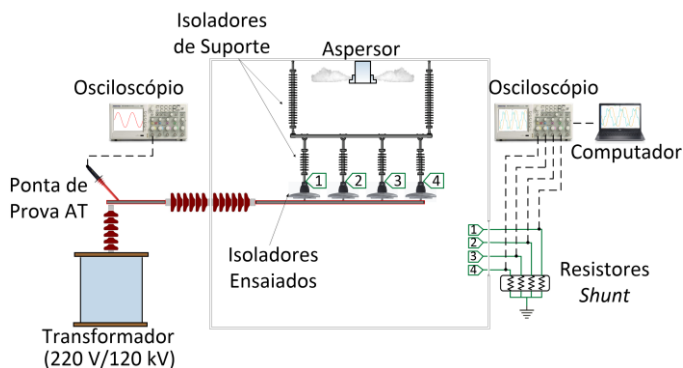 Isoladores
de Suporte
Aspersor
Osciloscópio
Osciloscópio
Computador
Ponta de
Prova AT
1
2
3
4
Isoladores
Ensaiados
1
2
3
4
Resistores
Shunt
Transformador
(220 V/120 kV)